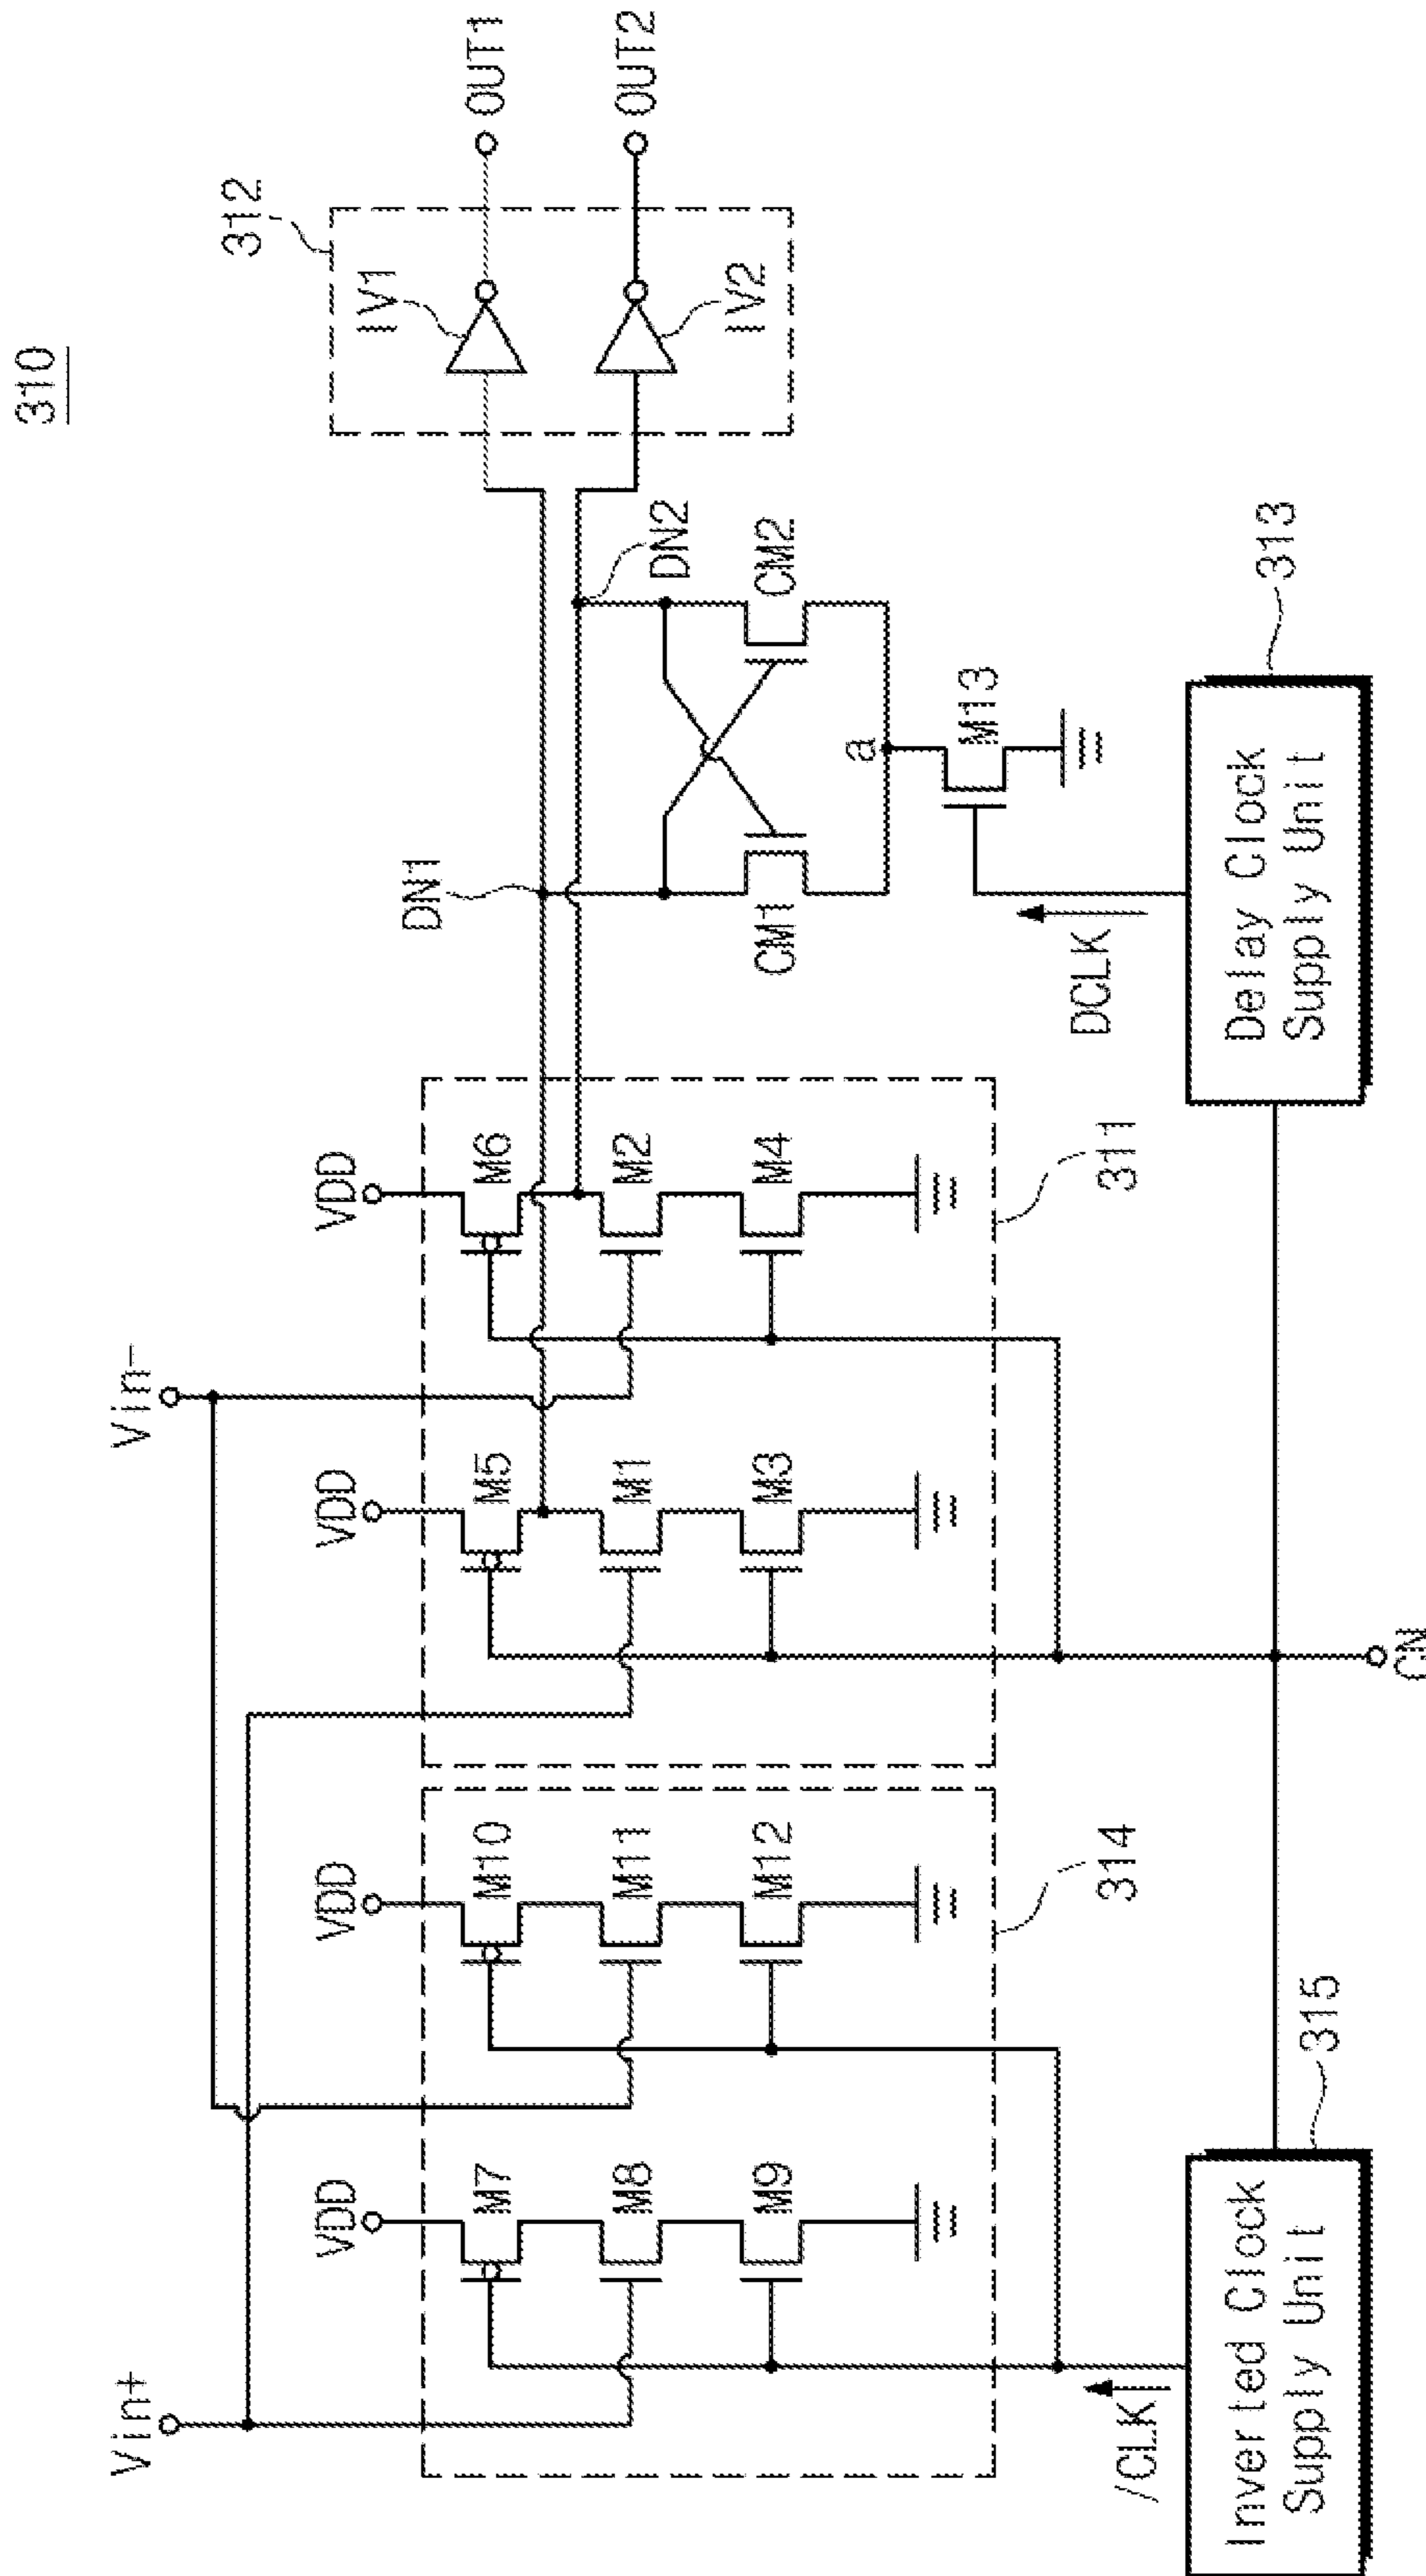 310
Vin+
Vin−
VDD
VDD
VDD
VDD
M7
M10
M5
M6
M8
M11
M1
M2
M9
M12
M3
M4
314
311
DN1
DN2
CM1
CM2
a
M13
312
IV1
IV2
OUT1
OUT2
/CLK
DCLK
Inverted Clock
Supply Unit
315
CN
Delay Clock
Supply Unit
313